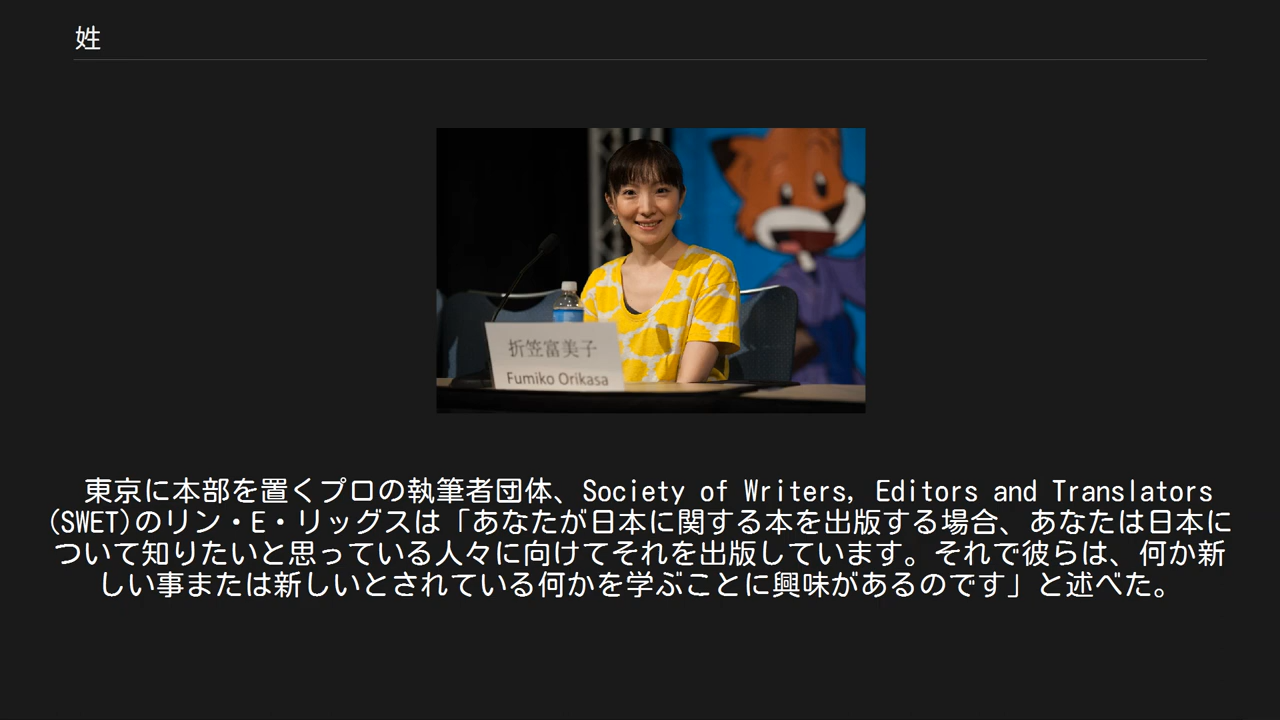 姓
折笠富美子
Fumiko Orikasa
東京に本部を置くプロの執筆者団体、Society of Writers, Editors and Translators
(SWET)のリン・E・リッグスは「あなたが日本に関する本を出版する場合、あなたは日本に
ついて知りたいと思っている人々に向けてそれを出版しています。それで彼らは、何か新
しい事または新しいとされている何かを学ぶことに興味があるのです」と述べた。